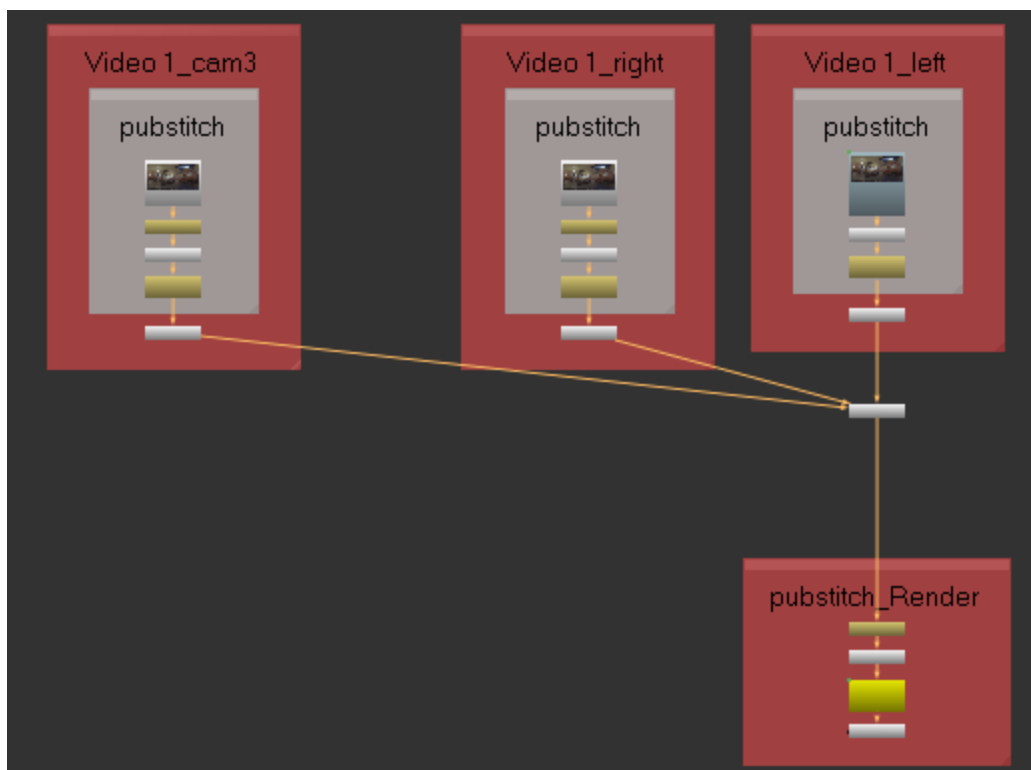 Video 1_cam3
Video 1_right
Video 1_left
pubstitch
pubstitch
pubstitch
pubstitch_Render